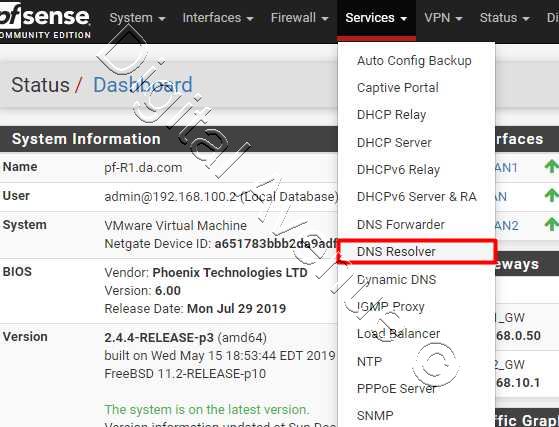 pfsense
COMMUNITY EDITION
System Interfaces Firewall Services VPN Status
Status / Dashboard
System Information
Name pf-R1.da.com
User admin@192.168.100.2 (Local Database)
System VMware Virtual Machine
Netgate Device ID: a651783bbb2da9adf
BIOS Vendor: Phoenix Technologies LTD
Version: 6.00
Release Date: Mon Jul 29 2019
Version 2.4.4-RELEASE-p3 (amd64)
built on Wed May 15 18:53:44 EDT 2019
FreeBSD 11.2-RELEASE-p10
The system is on the latest version.
Version information updated at Sun Dec
Auto Config Backup
Captive Portal
DHCP Relay
DHCP Server
DHCPv6 Relay
DHCPv6 Server & RA
DNS Forwarder
DNS Resolver
Dynamic DNS
IGMP Proxy
Load Balancer
NTP
PPPoE Server
SNMP
erfaces
AN1
AN
AN2
eways
1_GW
68.0.50
2_GW
68.10.1
ffic Grap